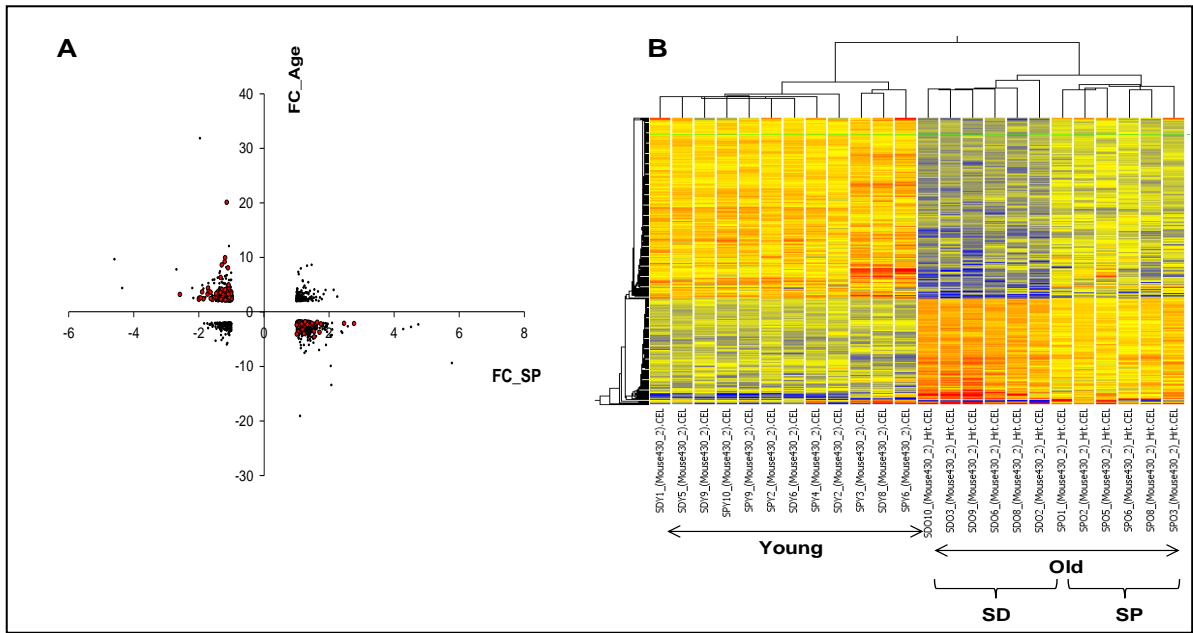 A
FC_Age
40
30
20
10
0
-10
-20
-30
-6
-4
-2
0
2
4
6
8
FC_SP
B
SDY1_(Mouse430_2).CEL
SDY5_(Mouse430_2).CEL
SDY9_(Mouse430_2).CEL
SPY10_(Mouse430_2).CEL
SPY9_(Mouse430_2).CEL
SPY2_(Mouse430_2).CEL
SDY6_(Mouse430_2).CEL
SPY4_(Mouse430_2).CEL
SDY2_(Mouse430_2).CEL
SPY3_(Mouse430_2).CEL
SDY8_(Mouse430_2).CEL
SPY6_(Mouse430_2).CEL
SDO10_(Mouse430_2)_Hrt.CEL
SDO3_(Mouse430_2)_Hrt.CEL
SDO9_(Mouse430_2)_Hrt.CEL
SDO6_(Mouse430_2)_Hrt.CEL
SDO8_(Mouse430_2)_Hrt.CEL
SDO2_(Mouse430_2)_Hrt.CEL
SPO1_(Mouse430_2)_Hrt.CEL
SPO2_(Mouse430_2)_Hrt.CEL
SPO5_(Mouse430_2)_Hrt.CEL
SPO6_(Mouse430_2)_Hrt.CEL
SPO8_(Mouse430_2)_Hrt.CEL
SPO3_(Mouse430_2)_Hrt.CEL
Young
Old
SD
SP